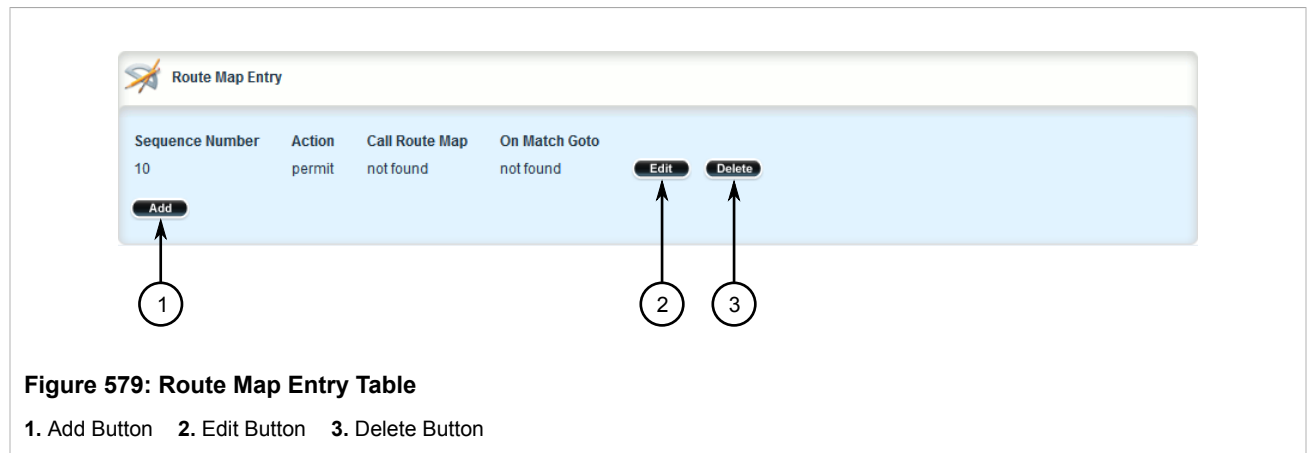 Route Map Entry
Sequence Number Action Call Route Map On Match Goto
10 permit not found not found Edit Delete
Add
1 2 3
Figure 579: Route Map Entry Table
1. Add Button 2. Edit Button 3. Delete Button